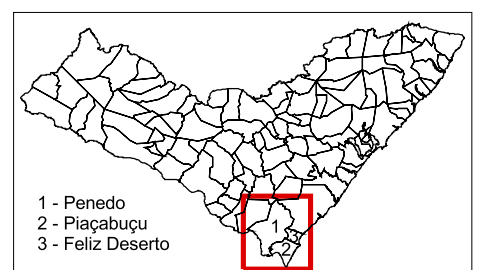 1 - Penedo
2 - Piaçabuçu
3 - Feliz Deserto
1
3
2